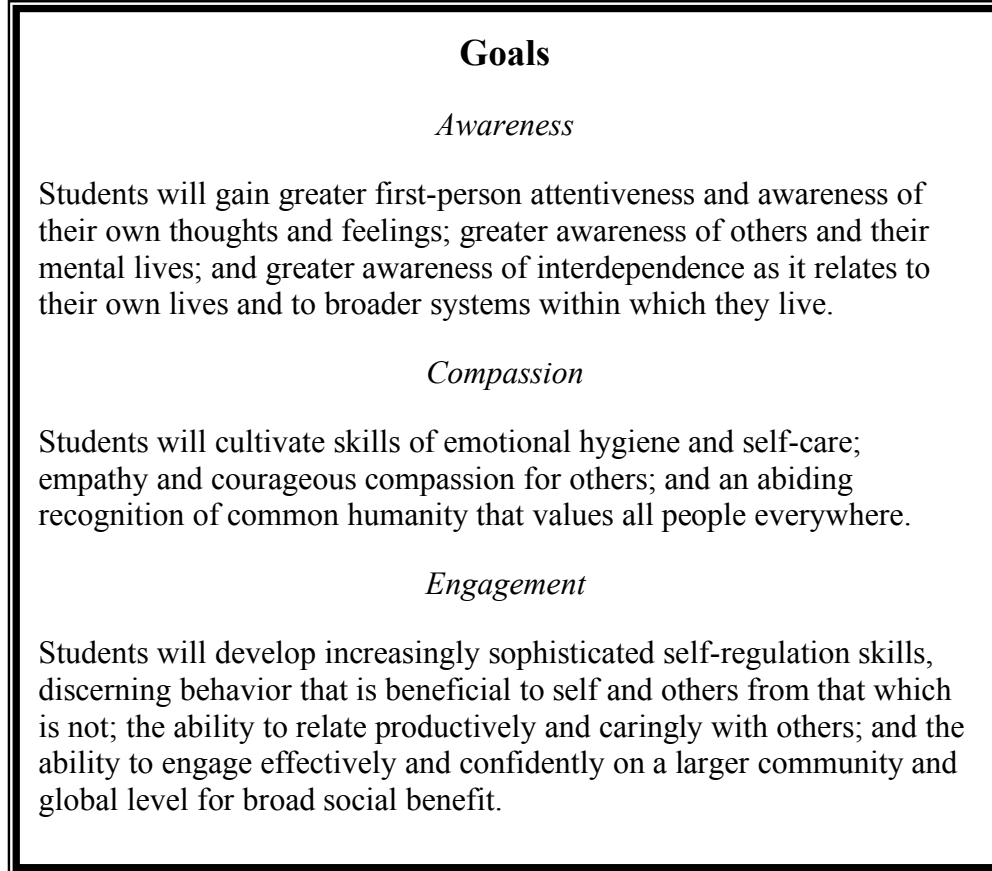 Goals
Awareness
Students will gain greater first-person attentiveness and awareness of
their own thoughts and feelings; greater awareness of others and their
mental lives; and greater awareness of interdependence as it relates to
their own lives and to broader systems within which they live.
Compassion
Students will cultivate skills of emotional hygiene and self-care;
empathy and courageous compassion for others; and an abiding
recognition of common humanity that values all people everywhere.
Engagement
Students will develop increasingly sophisticated self-regulation skills,
discerning behavior that is beneficial to self and others from that which
is not; the ability to relate productively and caringly with others; and the
ability to engage effectively and confidently on a larger community and
global level for broad social benefit.